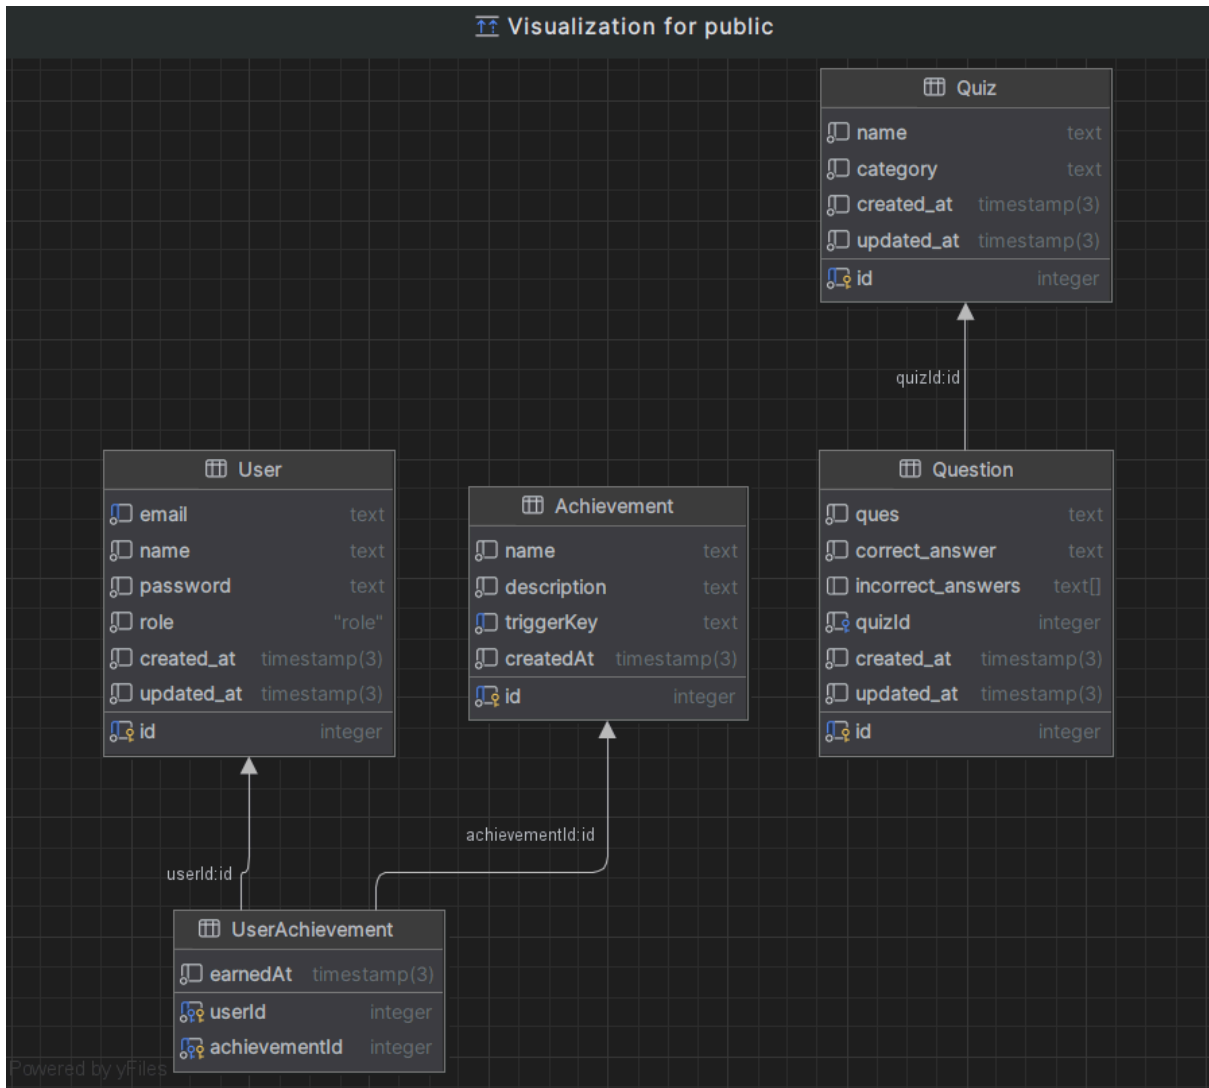 Visualization for public
Quiz
name text
category text
created_at timestamp(3)
updated_at timestamp(3)
id integer
quizId:id
User
email text
name text
password text
role "role"
created_at timestamp(3)
updated_at timestamp(3)
id integer
Achievement
name text
description text
triggerKey text
createdAt timestamp(3)
id integer
Question
ques text
correct_answer text
incorrect_answers text[]
quizId integer
created_at timestamp(3)
updated_at timestamp(3)
id integer
achievementId:id
userId:id
UserAchievement
earnedAt timestamp(3)
userId integer
achievementId integer
Powered by yFiles